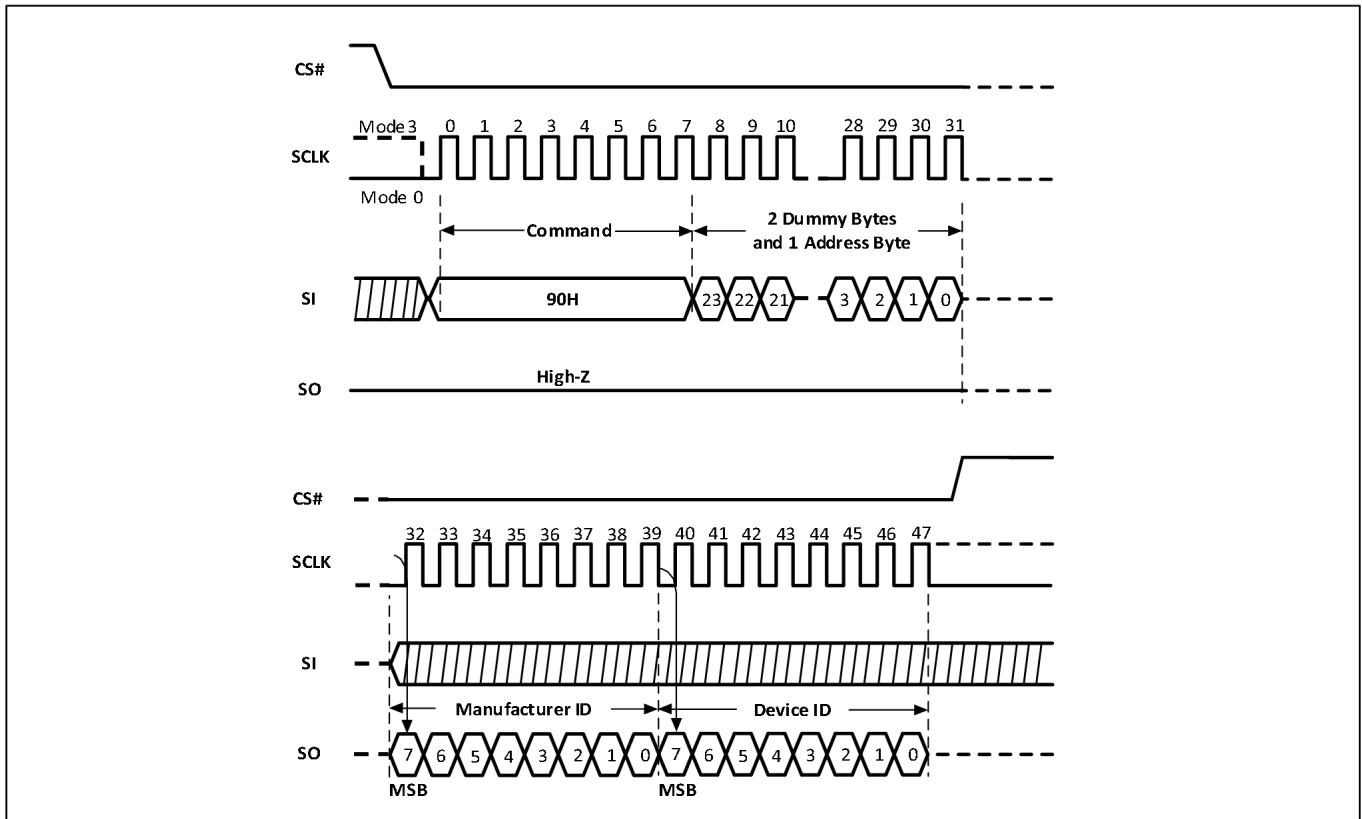 CS#
Mode 3 0 1 2 3 4 5 6 7 8 9 10 28 29 30 31
SCLK
Mode 0
Command 2 Dummy Bytes
and 1 Address Byte
SI 90H 23 22 21 3 2 1 0
High-Z
SO
CS#
32 33 34 35 36 37 38 39 40 41 42 43 44 45 46 47
SCLK
SI
Manufacturer ID Device ID
SO 7 6 5 4 3 2 1 0 7 6 5 4 3 2 1 0
MSB MSB